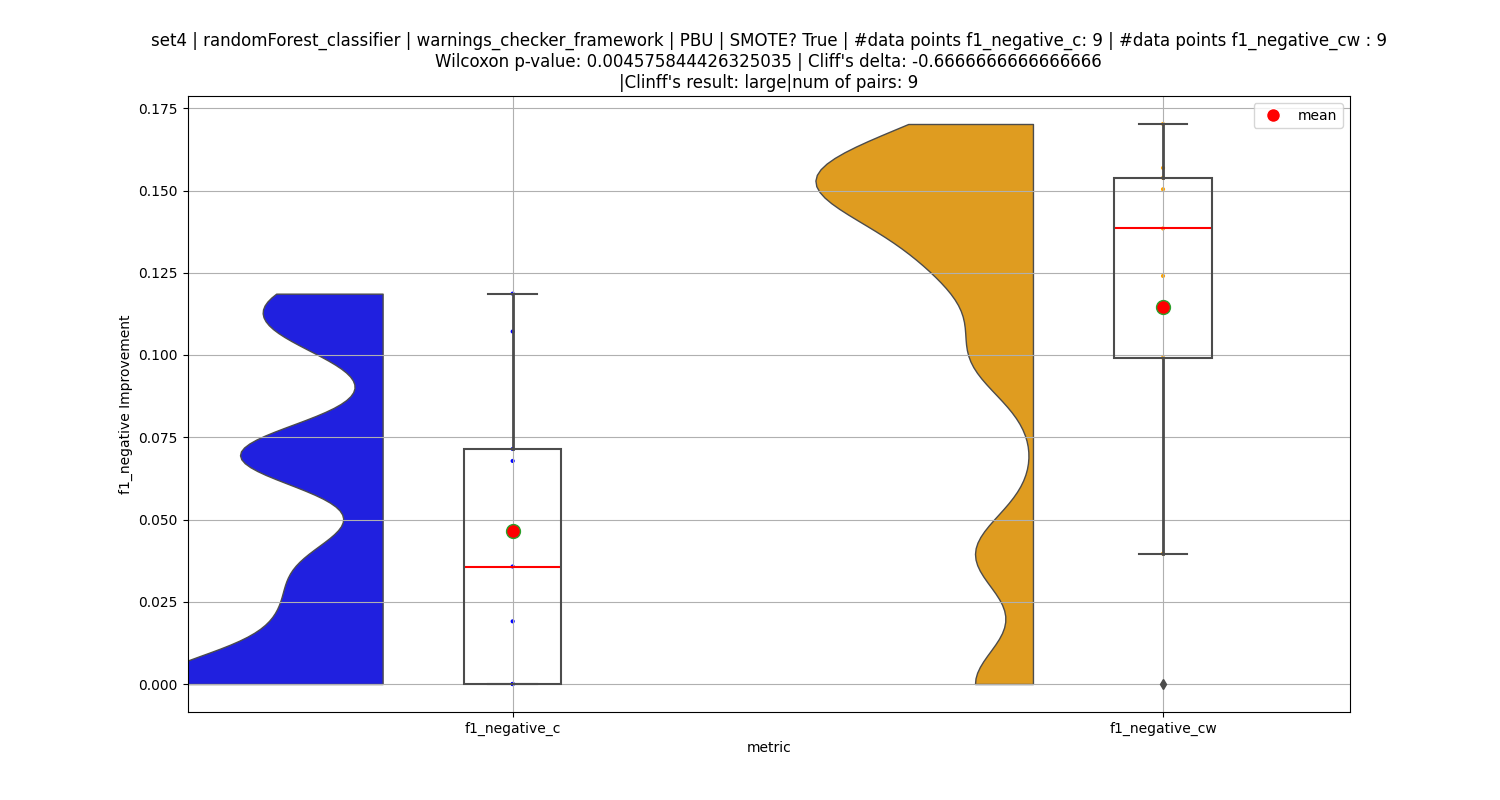 set4 | randomForest_classifier | warnings_checker_framework | PBU | SMOTE? True | #data points f1_negative_c: 9 | #data points f1_negative_cw : 9
Wilcoxon p-value: 0.004575844426325035 | Cliff's delta: -0.6666666666666666
|Clinff's result: large|num of pairs: 9
mean
0.175
0.150
0.125
0.100
0.075
0.050
0.025
0.000
f1_negative Improvement
f1_negative_c
f1_negative_cw
metric